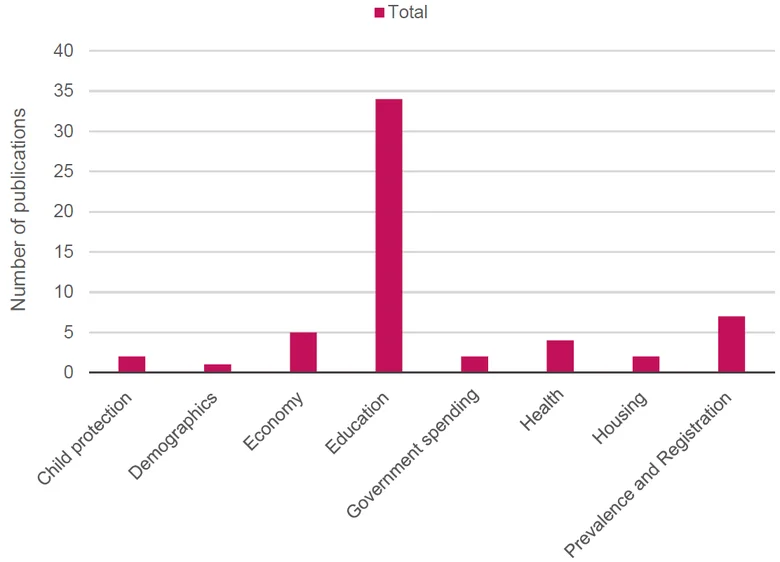 Total
Number of publications
40
35
30
25
20
15
10
5
0
Child protection
Demographics
Economy
Education
Government spending
Health
Housing
Prevalence and Registration